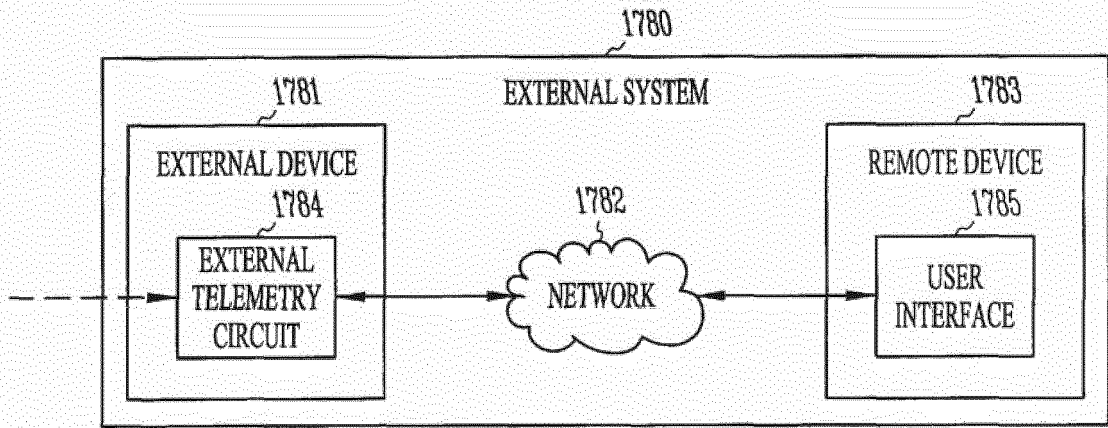 1780
EXTERNAL SYSTEM
1781
EXTERNAL DEVICE
1784
EXTERNAL
TELEMETRY
CIRCUIT
1782
NETWORK
1783
REMOTE DEVICE
1785
USER
INTERFACE